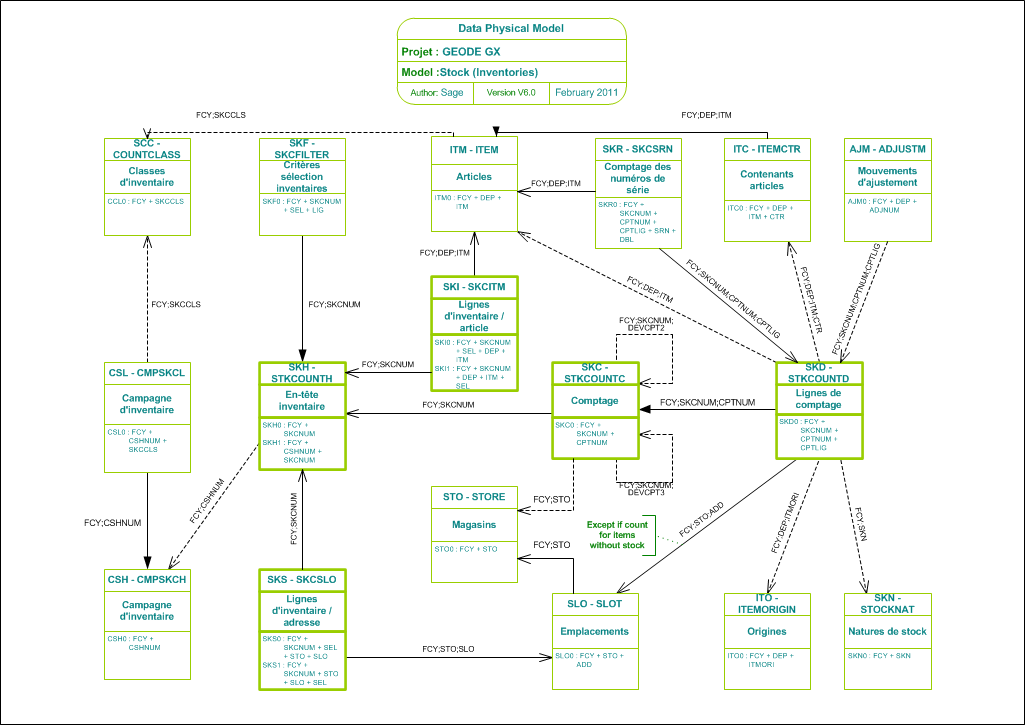 Data Physical Model
Projet : GEODE GX
Model :Stock (Inventories)
Author: Sage
Version V6.0
February 2011
FCY;SKCCLS
FCY;DEP;ITM
SCC -
COUNTCLASS
Classes
d'inventaire
CCL0 : FCY + SKCCLS
SKF -
SKCFILTER
Critères
sélection
inventaires
SKF0 : FCY + SKCNUM
+ SEL + LIG
ITM - ITEM
Articles
ITM0 : FCY + DEP +
ITM
FCY;DEP;ITM
SKR - SKCSRN
Comptage des
numéros de
série
SKR0 : FCY +
SKCNUM +
CPTNUM +
CPTLIG + SRN +
DBL
ITC - ITEMCTR
Contenants
articles
ITC0 : FCY + DEP +
ITM + CTR
AJM - ADJUSTM
Mouvements
d'ajustement
AJM0 : FCY + DEP +
ADJNUM
FCY;DEP;ITM
FCY;DEP;ITM
FCY;SKCNUM;CPTNUM;CPTLIG
FCY;DEP;ITM;CTR
FCY;SKCNUM;CPTNUM;CPTLIG
FCY;SKCCLS
FCY;SKCNUM
SKI - SKCITM
Lignes
d'inventaire /
article
SKI0 : FCY + SKCNUM
+ SEL + DEP +
ITM
SKI1 : FCY + SKCNUM
+ DEP + ITM +
SEL
FCY;SKCNUM;
DEVCPT2
CSL - CMPSKCL
Campagne
d'inventaire
CSL0 : FCY +
CSHNUM +
SKCCLS
SKH -
STKCOUNTH
En-tête
inventaire
SKH0 : FCY +
SKCNUM
SKH1 : FCY +
CSHNUM +
SKCNUM
FCY;SKCNUM
FCY;SKCNUM
SKC -
STKCOUNTC
Comptage
SKC0 : FCY +
SKCNUM +
CPTNUM
FCY;SKCNUM;CPTNUM
SKD -
STKCOUNTD
Lignes de
comptage
SKD0 : FCY +
SKCNUM +
CPTNUM +
CPTLIG
FCY;SKCNUM;
DEVCPT3
FCY;CSHNUM
FCY;CSHNUM
FCY;SKCNUM
STO - STORE
Magasins
STO0 : FCY + STO
FCY;STO
FCY;STO
Except if count
for items
without stock
FCY;STO;ADD
FCY;DEP;ITMORI
FCY;SKN
CSH - CMPSKCH
Campagne
d'inventaire
CSH0 : FCY +
CSHNUM
SKS - SKCSLO
Lignes
d'inventaire /
adresse
SKS0 : FCY +
SKCNUM + SEL
+ STO + SLO
SKS1 : FCY +
SKCNUM + STO
+ SLO + SEL
FCY;STO;SLO
SLO - SLOT
Emplacements
SLO0 : FCY + STO +
ADD
ITO -
ITEMORIGIN
Origines
ITO0 : FCY + DEP +
ITMORI
SKN -
STOCKNAT
Natures de stock
SKN0 : FCY + SKN